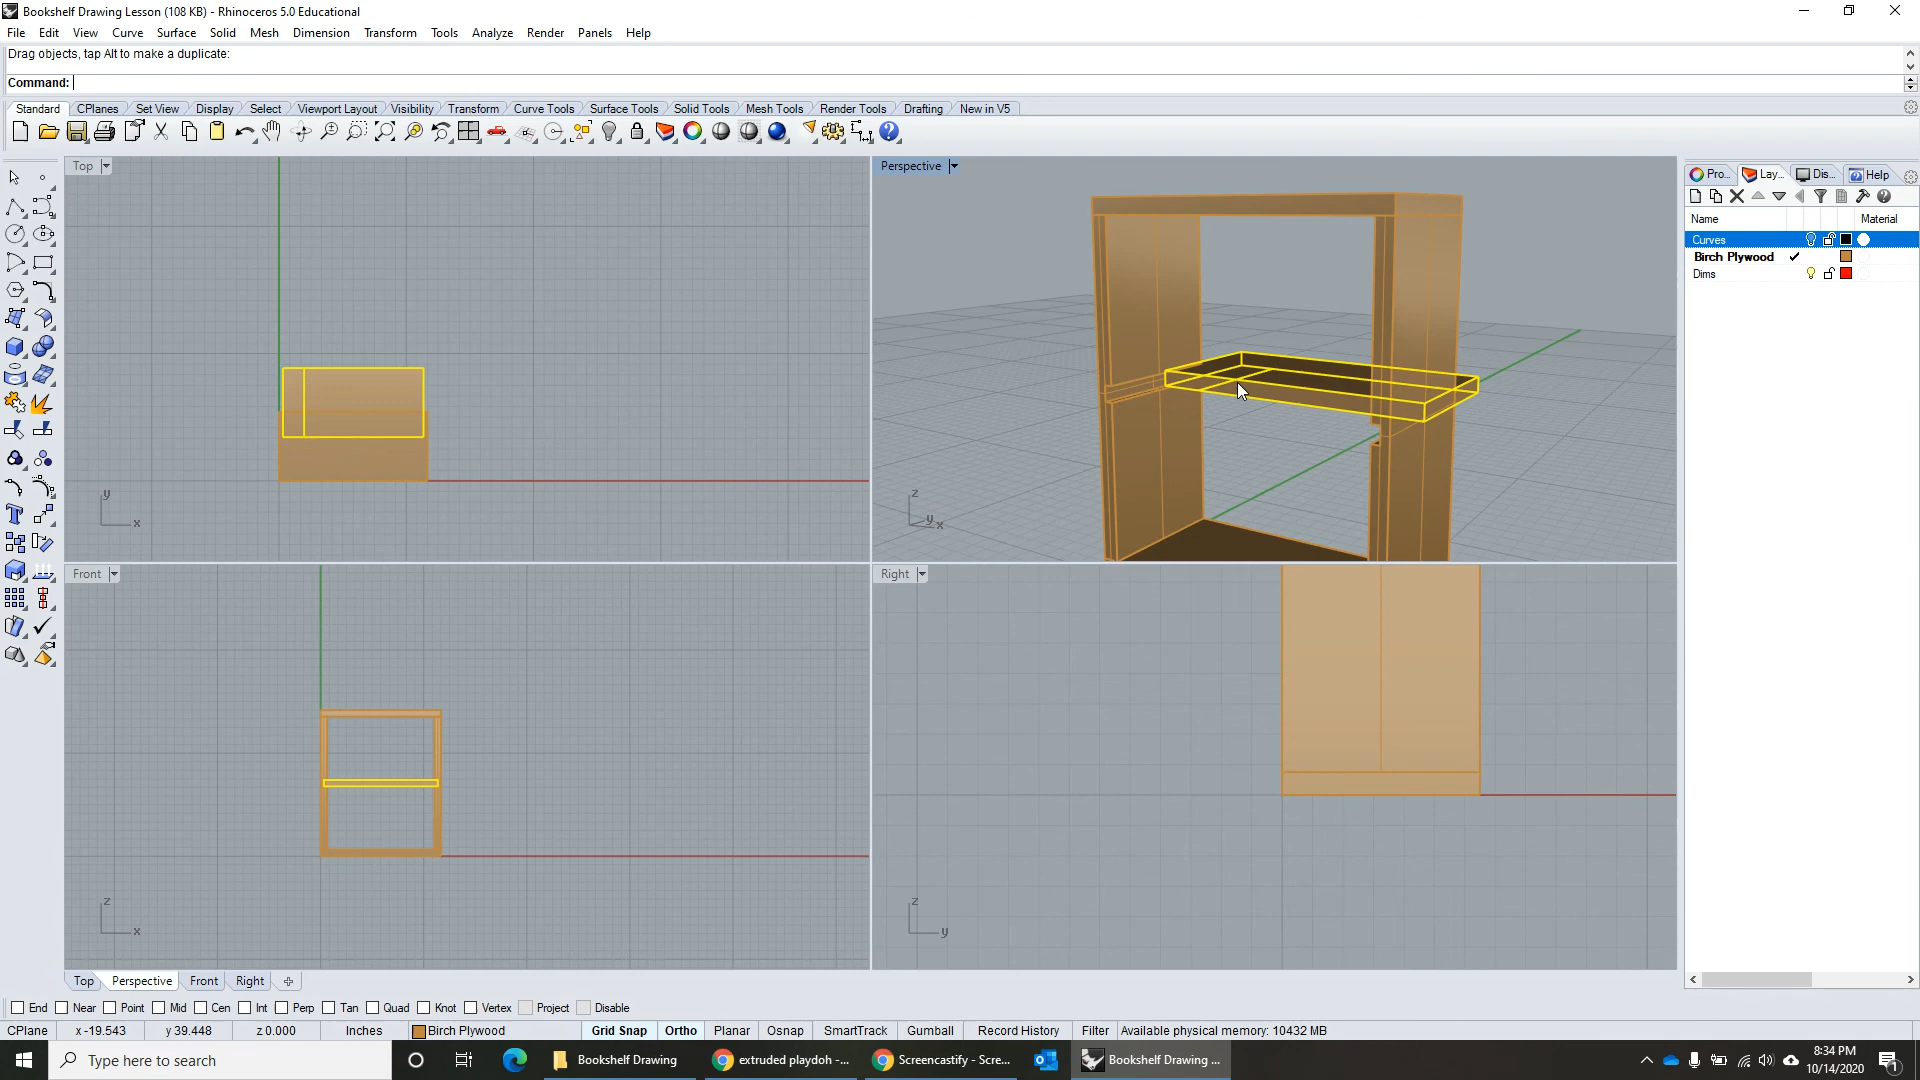 Bookshelf Drawing Lesson (108 KB) - Rhinoceros 5.0 Educational
File Edit View Curve Surface Solid Mesh Dimension Transform Tools Analyze Render Panels Help
Drag objects, tap Alt to make a duplicate:
Command:
Standard CPlanes Set View Display Select Viewport Layout Visibility Transform Curve Tools Surface Tools Solid Tools Mesh Tools Render Tools Drafting New in V5
Top
Perspective
Pro... Lay... Dis... Help
Name Material
Curves
Birch Plywood
Dims
y
x
z
y
x
Front
Right
z
x
z
y
Top Perspective Front Right
End Near Point Mid Cen Int Perp Tan Quad Knot Vertex Project Disable
CPlane x -19.543 y 39.448 z 0.000 Inches Birch Plywood Grid Snap Ortho Planar Osnap SmartTrack Gumball Record History Filter Available physical memory: 10432 MB
Type here to search
Bookshelf Drawing
extruded playdoh -...
Screencastify - Scre...
Bookshelf Drawing ...
8:34 PM
10/14/2020
1